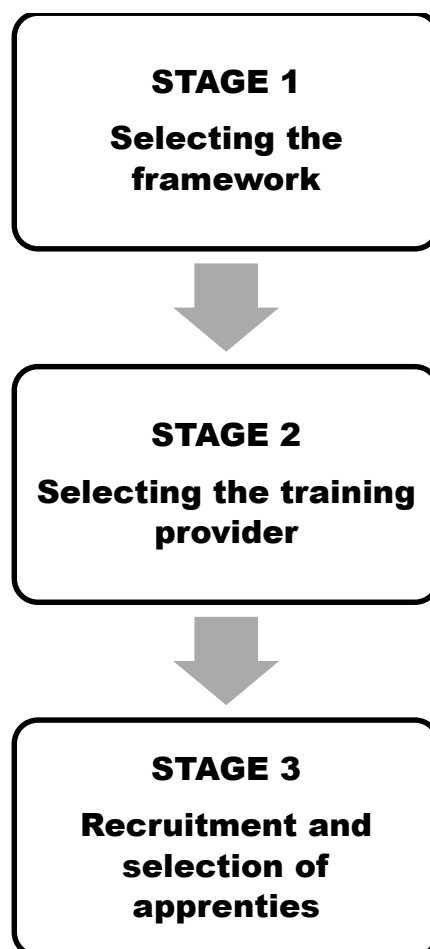 STAGE 1
Selecting the
framework
STAGE 2
Selecting the training
provider
STAGE 3
Recruitment and
selection of
apprenties